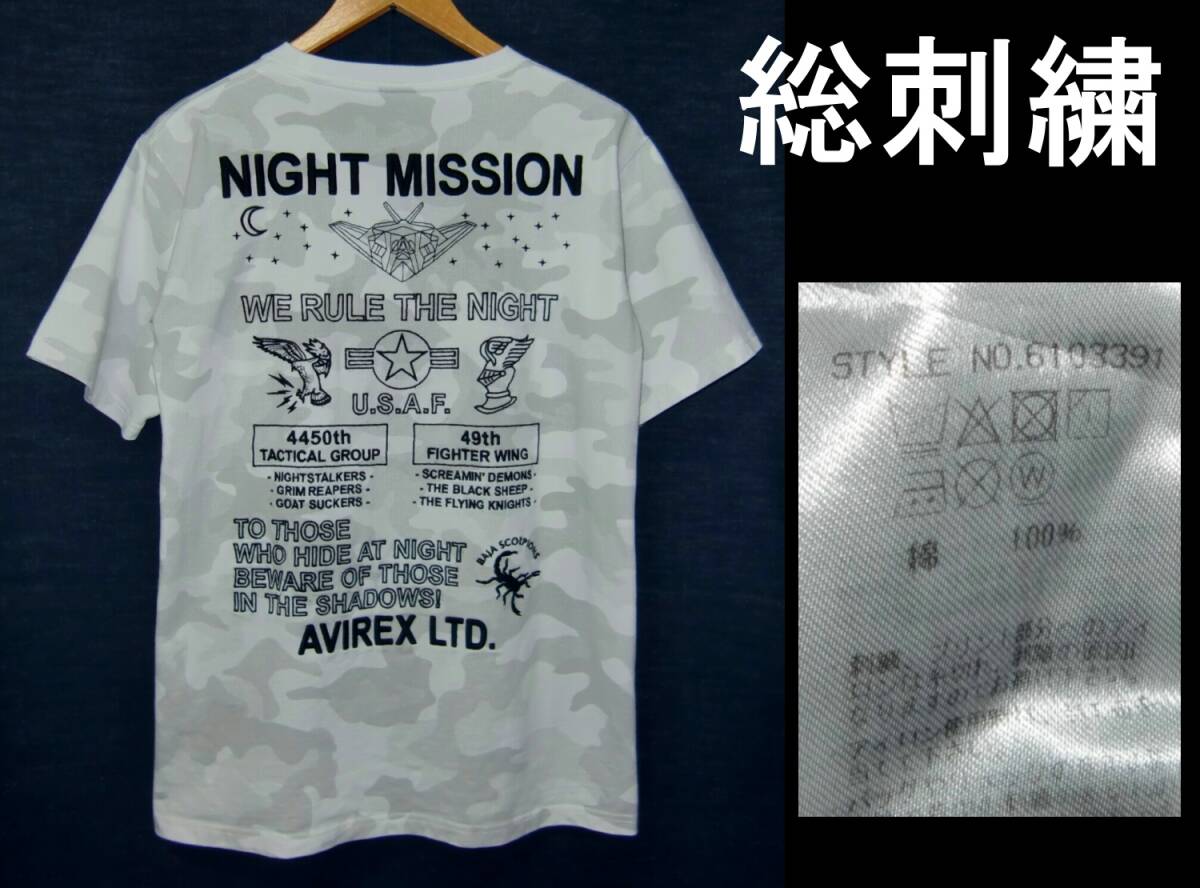 総刺繍
NIGHT MISSION
WE RULE THE NIGHT
U.S.A.F.
4450th
TACTICAL GROUP
- NIGHTSTALKERS -
- GRIM REAPERS -
- GOAT SUCKERS -
49th
FIGHTER WING
- SCREAMIN' DEMONS -
- THE BLACK SHEEP -
- THE FLYING KNIGHTS -
TO THOSE
WHO HIDE AT NIGHT
BEWARE OF THOSE
IN THE SHADOWS!
BAJA SCORPIONS
AVIREX LTD.
STYLE NO.6103391
W
綿 100%